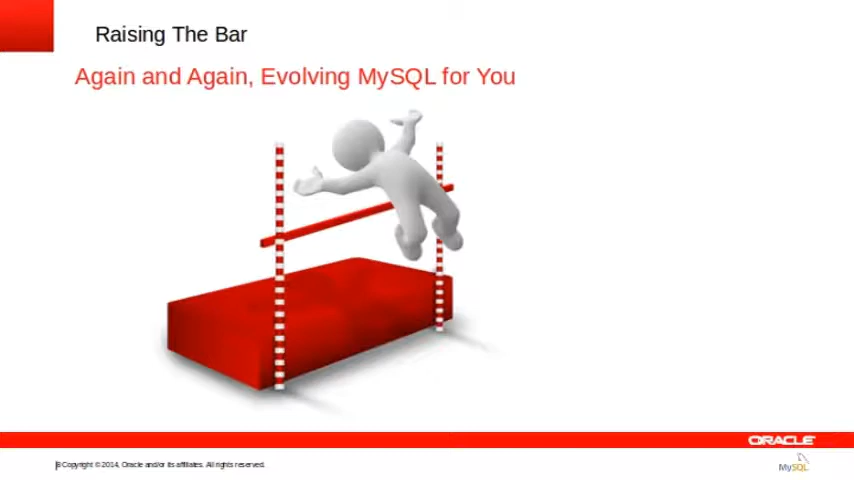 Raising The Bar
Again and Again, Evolving MySQL for You
ORACLE
8 Copyright © 2014, Oracle and/or its affiliates. All rights reserved.
MySQL